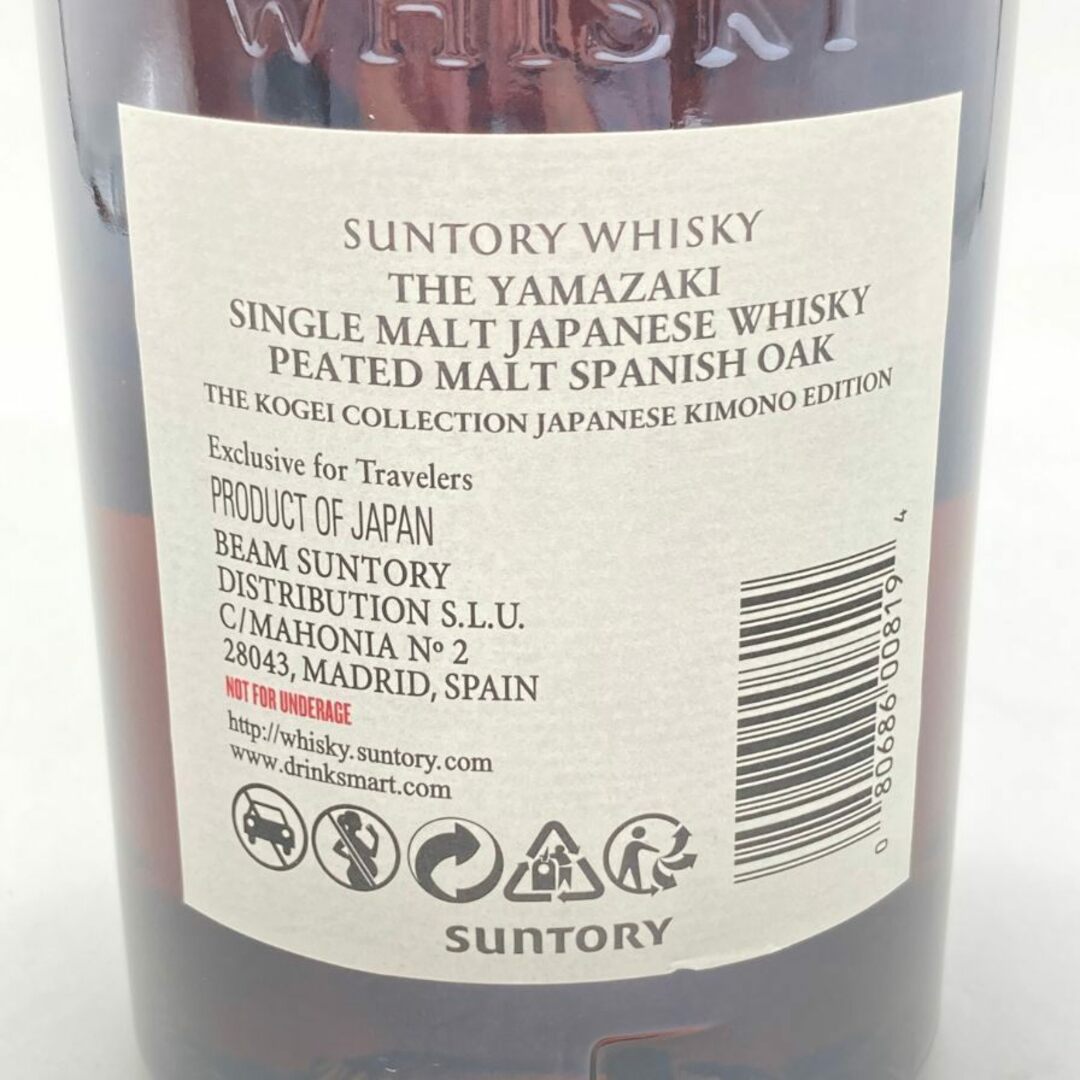 WHISKY
SUNTORY WHISKY
THE YAMAZAKI
SINGLE MALT JAPANESE WHISKY
PEATED MALT SPANISH OAK
THE KOGEI COLLECTION JAPANESE KIMONO EDITION
Exclusive for Travelers
PRODUCT OF JAPAN
BEAM SUNTORY
DISTRIBUTION S.L.U.
C/MAHONIA Nº 2
28043, MADRID, SPAIN
NOT FOR UNDERAGE
http://whisky.suntory.com
www.drinksmart.com
0 80686 00819 4
SUNTORY